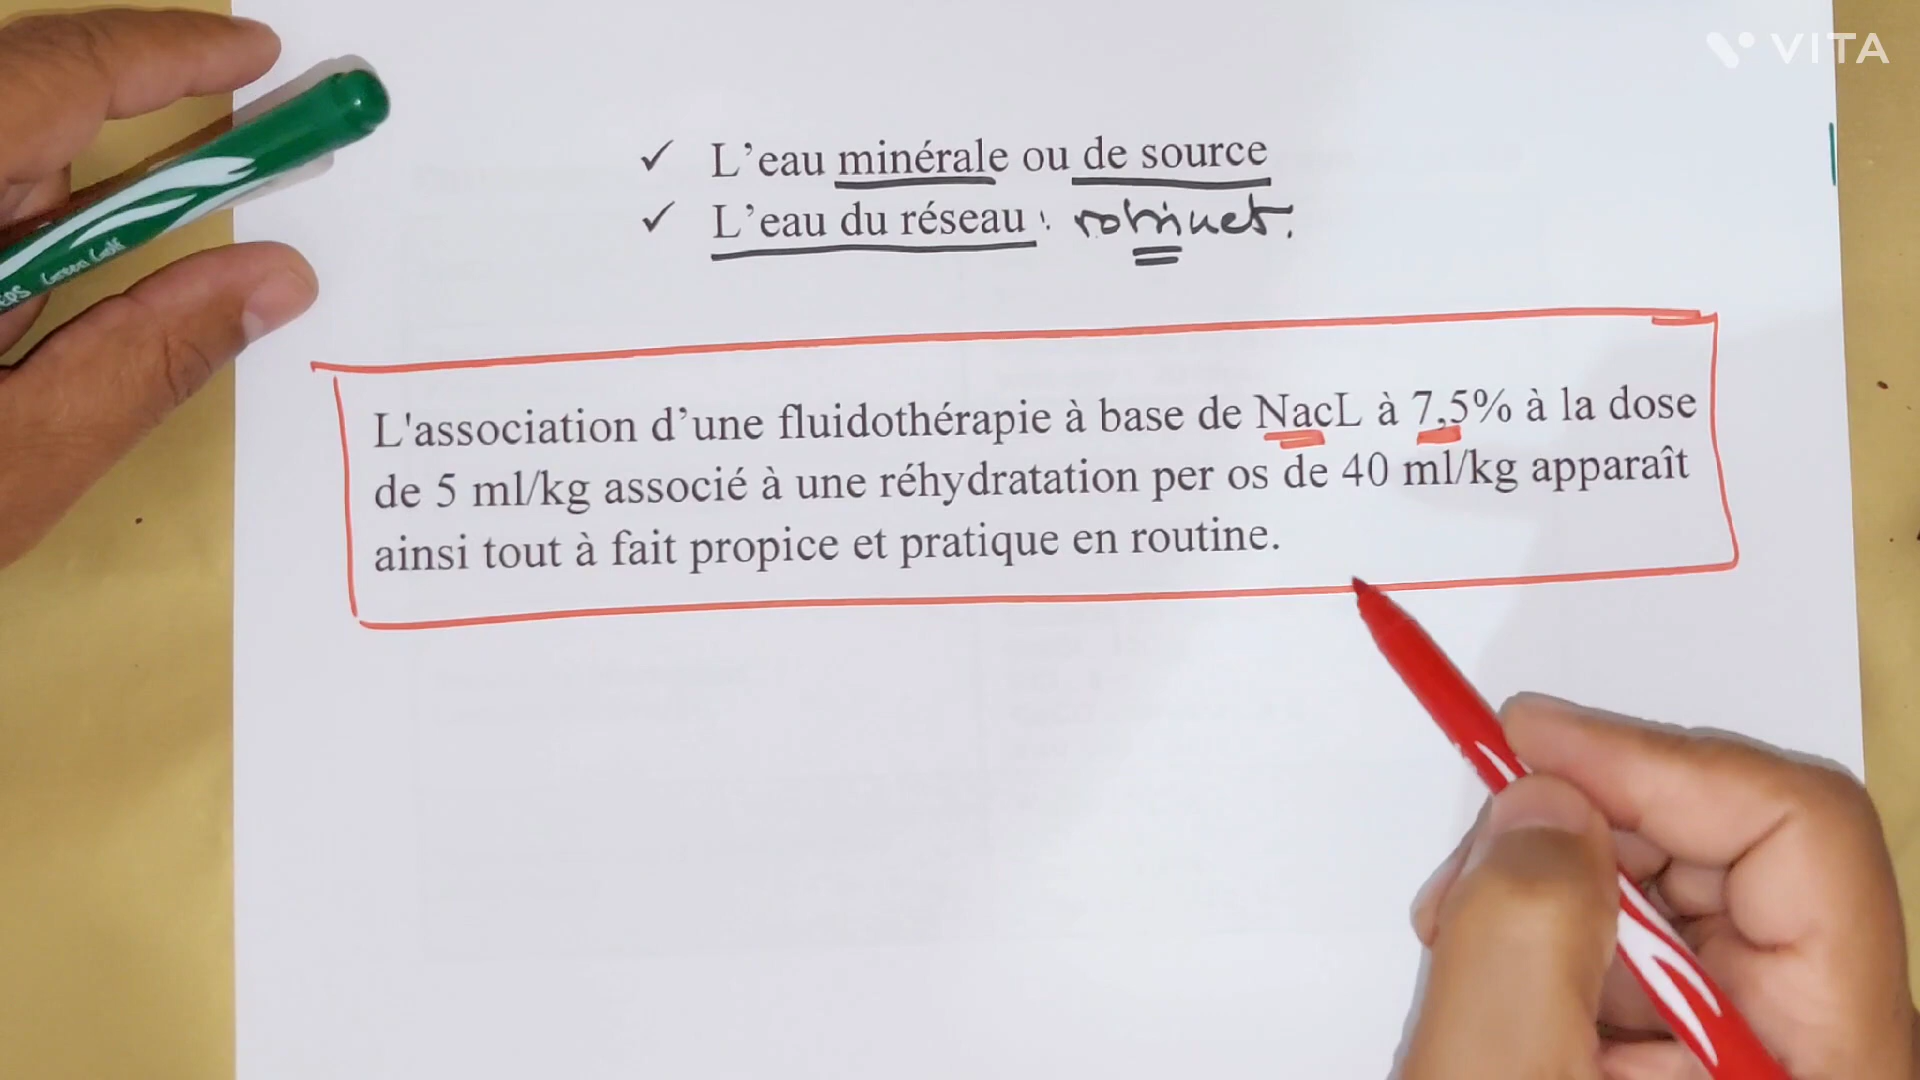 VITA
✓ L'eau minérale ou de source
✓ L'eau du réseau : robinet.
L'association d'une fluidothérapie à base de NacL à 7,5% à la dose
de 5 ml/kg associé à une réhydratation per os de 40 ml/kg apparaît
ainsi tout à fait propice et pratique en routine.
Green Golf